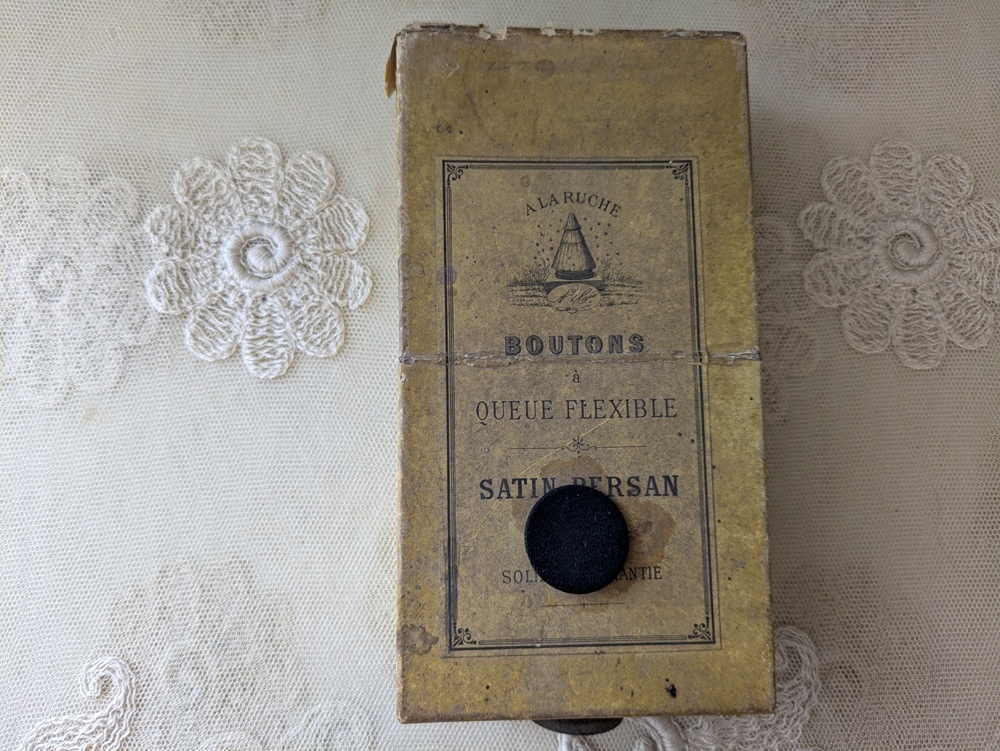 A LA RUCHE
BOUTONS
à
QUEUE FLEXIBLE
SATIN PERSAN